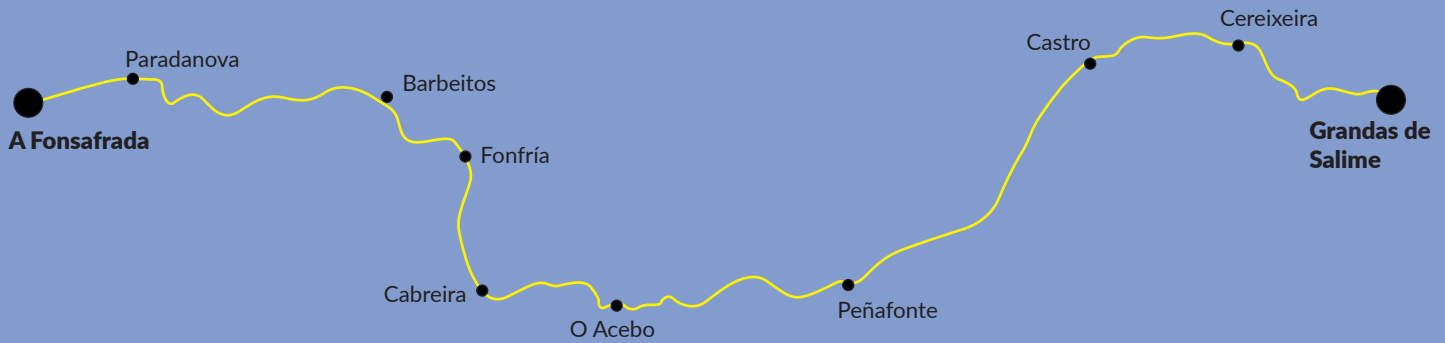 Cereixeira
Castro
Paradanova
Barbeitos
A Fonsafrada
Grandas de
Salime
Fonfría
Cabreira
Peñafonte
O Acebo